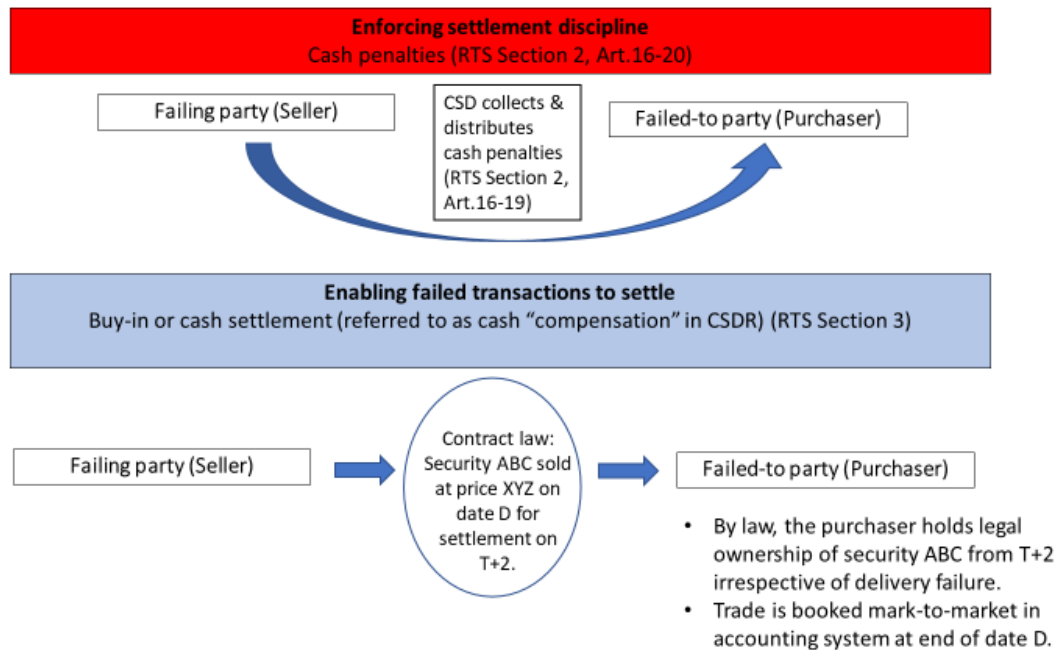 Enforcing settlement discipline
Cash penalties (RTS Section 2, Art.16-20)
Failing party (Seller)
CSD collects &
distributes
cash penalties
(RTS Section 2,
Art.16-19)
Failed-to party (Purchaser)
Enabling failed transactions to settle
Buy-in or cash settlement (referred to as cash “compensation” in CSDR) (RTS Section 3)
Failing party (Seller)
Contract law:
Security ABC sold
at price XYZ on
date D for
settlement on
T+2.
Failed-to party (Purchaser)
• By law, the purchaser holds legal
ownership of security ABC from T+2
irrespective of delivery failure.
• Trade is booked mark-to-market in
accounting system at end of date D.